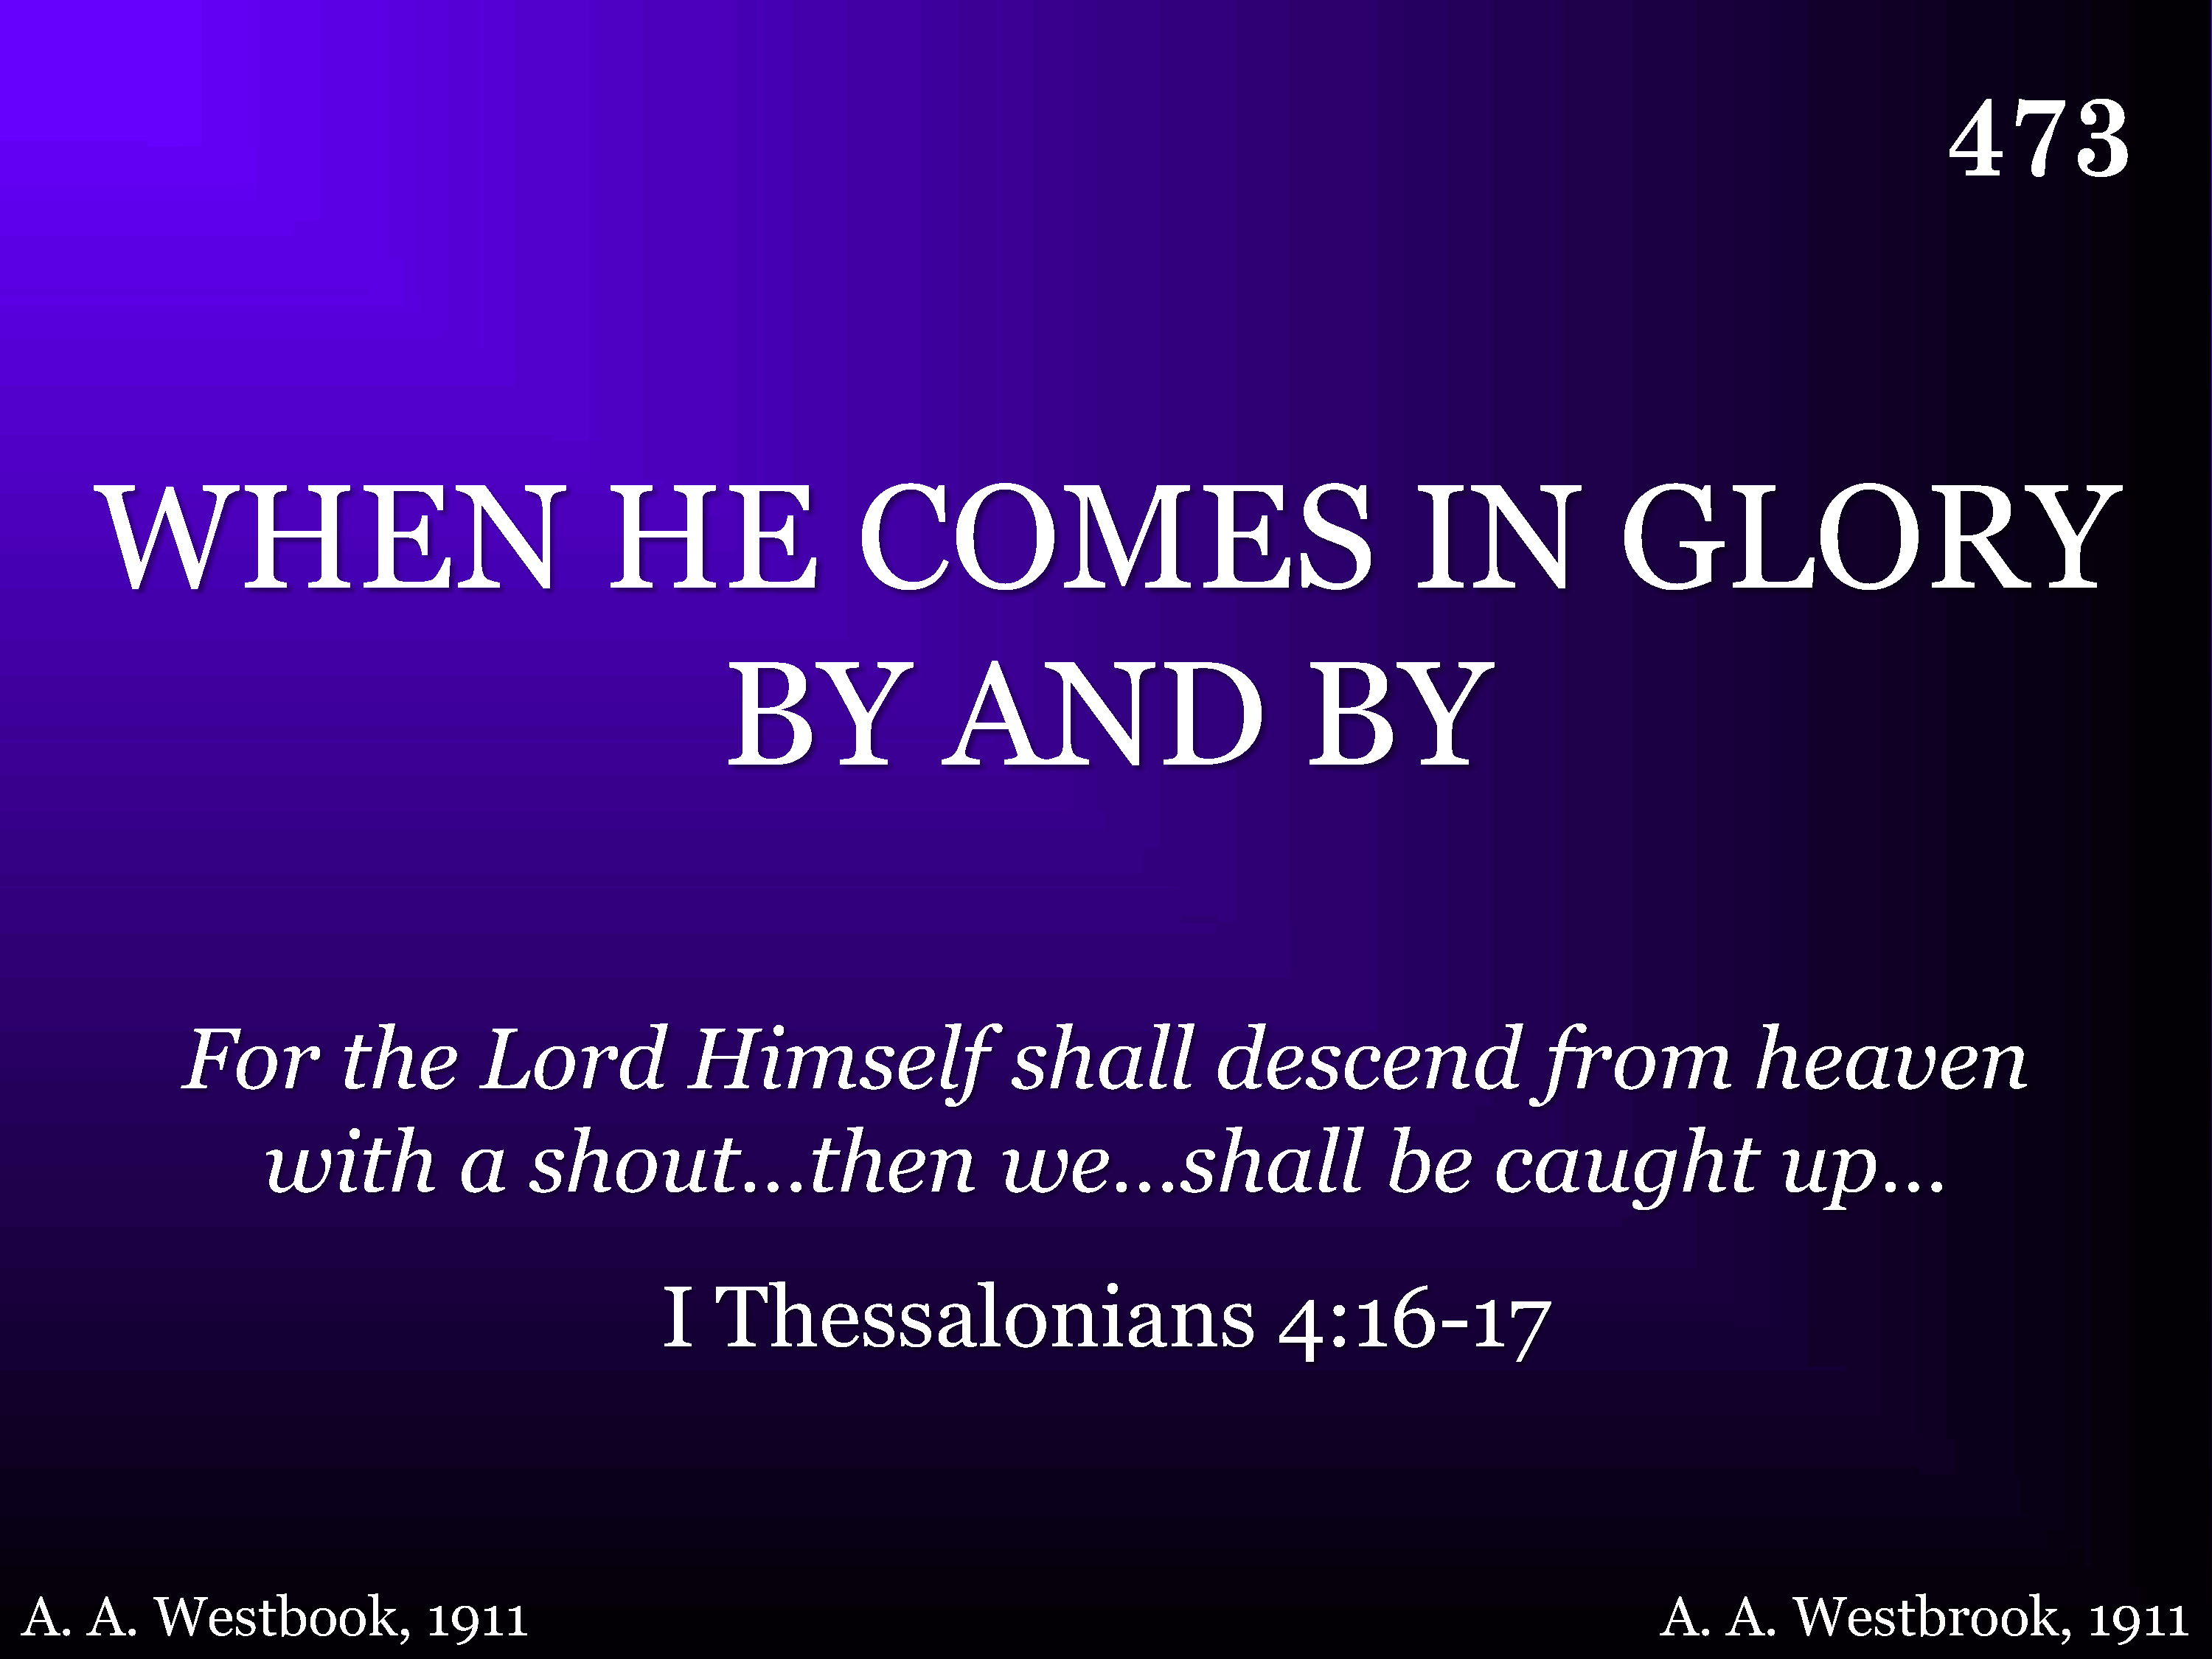 473
WHEN HE COMES IN GLORY
BY AND BY
For the Lord Himself shall descend from heaven
with a shout…then we…shall be caught up…
I Thessalonians 4:16-17
A. A. Westbook, 1911
A. A. Westbrook, 1911